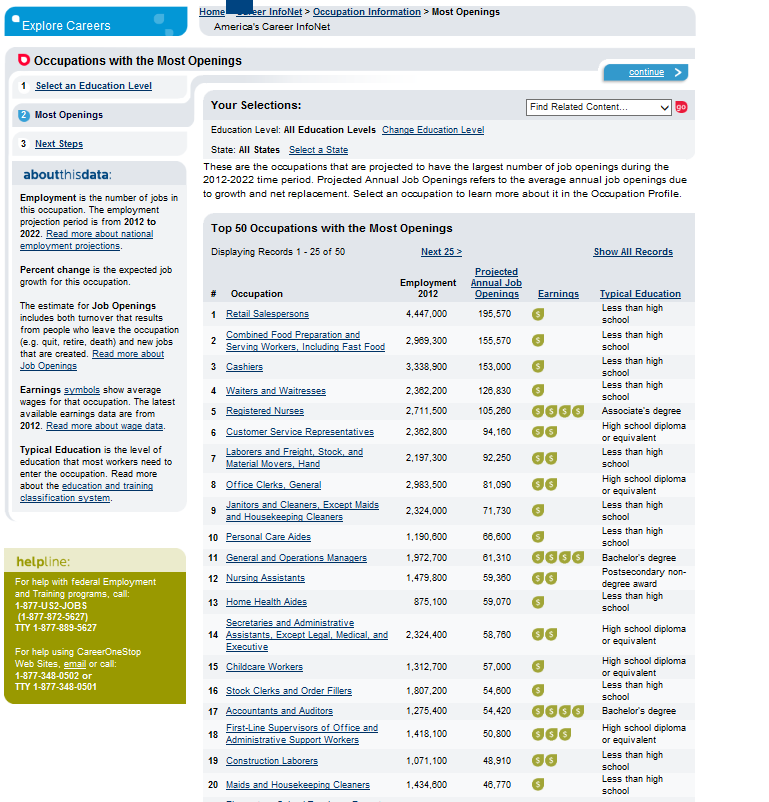 Explore Careers
Home Career InfoNet > Occupation Information > Most Openings
America's Career InfoNet
Occupations with the Most Openings
continue
1 Select an Education Level
2 Most Openings
3 Next Steps
aboutthisdata:
Employment is the number of jobs in
this occupation. The employment
projection period is from 2012 to
2022. Read more about national
employment projections.
Percent change is the expected job
growth for this occupation.
The estimate for Job Openings
includes both turnover that results
from people who leave the occupation
(e.g. quit, retire, death) and new jobs
that are created. Read more about
Job Openings
Earnings symbols show average
wages for that occupation. The latest
available earnings data are from
2012. Read more about wage data.
Typical Education is the level of
education that most workers need to
enter the occupation. Read more
about the education and training
classification system.
helpline:
For help with federal Employment
and Training programs, call:
1-877-US2-JOBS
(1-877-872-5627)
TTY 1-877-889-5627
For help using CareerOneStop
Web Sites, email or call:
1-877-348-0502 or
TTY 1-877-348-0501
Your Selections:
Find Related Content...
go
Education Level: All Education Levels Change Education Level
State: All States Select a State
These are the occupations that are projected to have the largest number of job openings during the
2012-2022 time period. Projected Annual Job Openings refers to the average annual job openings due
to growth and net replacement. Select an occupation to learn more about it in the Occupation Profile.
Top 50 Occupations with the Most Openings
Displaying Records 1 - 25 of 50 Next 25 > Show All Records
# Occupation Employment 2012 Projected Annual Job Openings Earnings Typical Education
1 Retail Salespersons 4,447,000 195,570 $ Less than high school
2 Combined Food Preparation and Serving Workers, Including Fast Food 2,969,300 155,570 $ Less than high school
3 Cashiers 3,338,900 153,000 $ Less than high school
4 Waiters and Waitresses 2,362,200 126,830 $ Less than high school
5 Registered Nurses 2,711,500 105,260 $ $ $ $ Associate's degree
6 Customer Service Representatives 2,362,800 94,160 $ $ High school diploma or equivalent
7 Laborers and Freight, Stock, and Material Movers, Hand 2,197,300 92,250 $ $ Less than high school
8 Office Clerks, General 2,983,500 81,090 $ $ High school diploma or equivalent
9 Janitors and Cleaners, Except Maids and Housekeeping Cleaners 2,324,000 71,730 $ Less than high school
10 Personal Care Aides 1,190,600 66,600 $ Less than high school
11 General and Operations Managers 1,972,700 61,310 $ $ $ $ Bachelor's degree
12 Nursing Assistants 1,479,800 59,360 $ $ Postsecondary non-degree award
13 Home Health Aides 875,100 59,070 $ Less than high school
14 Secretaries and Administrative Assistants, Except Legal, Medical, and Executive 2,324,400 58,760 $ $ High school diploma or equivalent
15 Childcare Workers 1,312,700 57,000 $ High school diploma or equivalent
16 Stock Clerks and Order Fillers 1,807,200 54,600 $ Less than high school
17 Accountants and Auditors 1,275,400 54,420 $ $ $ $ Bachelor's degree
18 First-Line Supervisors of Office and Administrative Support Workers 1,418,100 50,800 $ $ $ High school diploma or equivalent
19 Construction Laborers 1,071,100 48,910 $ $ Less than high school
20 Maids and Housekeeping Cleaners 1,434,600 46,770 $ Less than high school